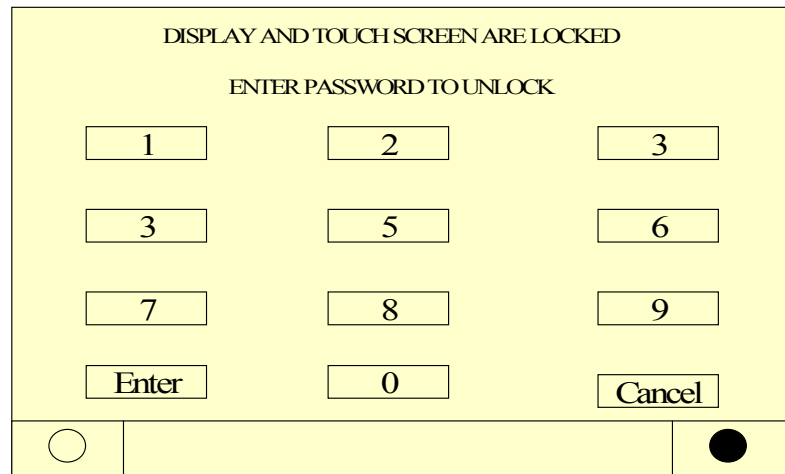 DISPLAY AND TOUCH SCREEN ARE LOCKED
ENTER PASSWORD TO UNLOCK
1 2 3
3 5 6
7 8 9
Enter 0 Cancel